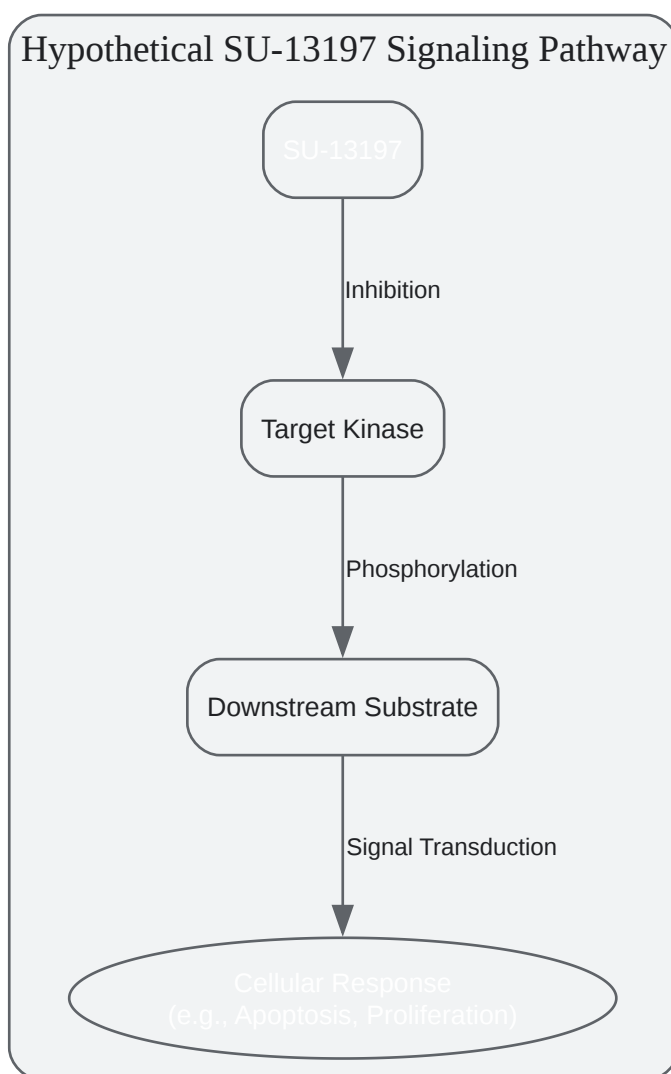 Hypothetical SU-13197 Signaling Pathway
SU-13197
Inhibition
Target Kinase
Phosphorylation
Downstream Substrate
Signal Transduction
Cellular Response
(e.g., Apoptosis, Proliferation)